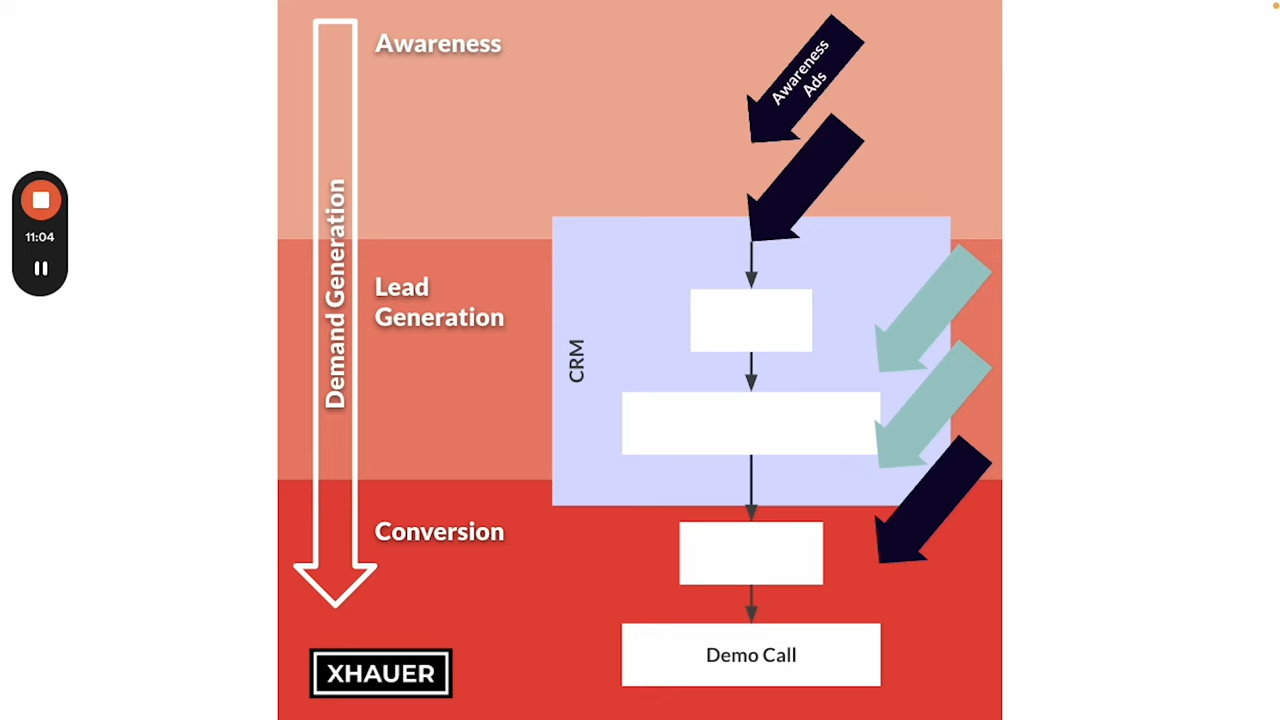 Awareness
Awareness
Ads
Demand Generation
11:04
Lead
Generation
CRM
Conversion
Demo Call
XHAUER